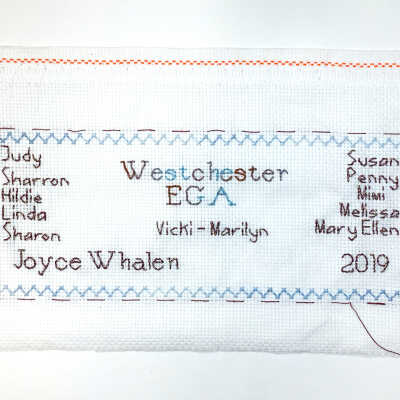 Judy
Sharron
Hildie
Linda
Sharon
Westchester
EGA
Vicki - Marilyn
Susan
Penny
Mimi
Melissa
Mary Ellen
Joyce Whalen
2019